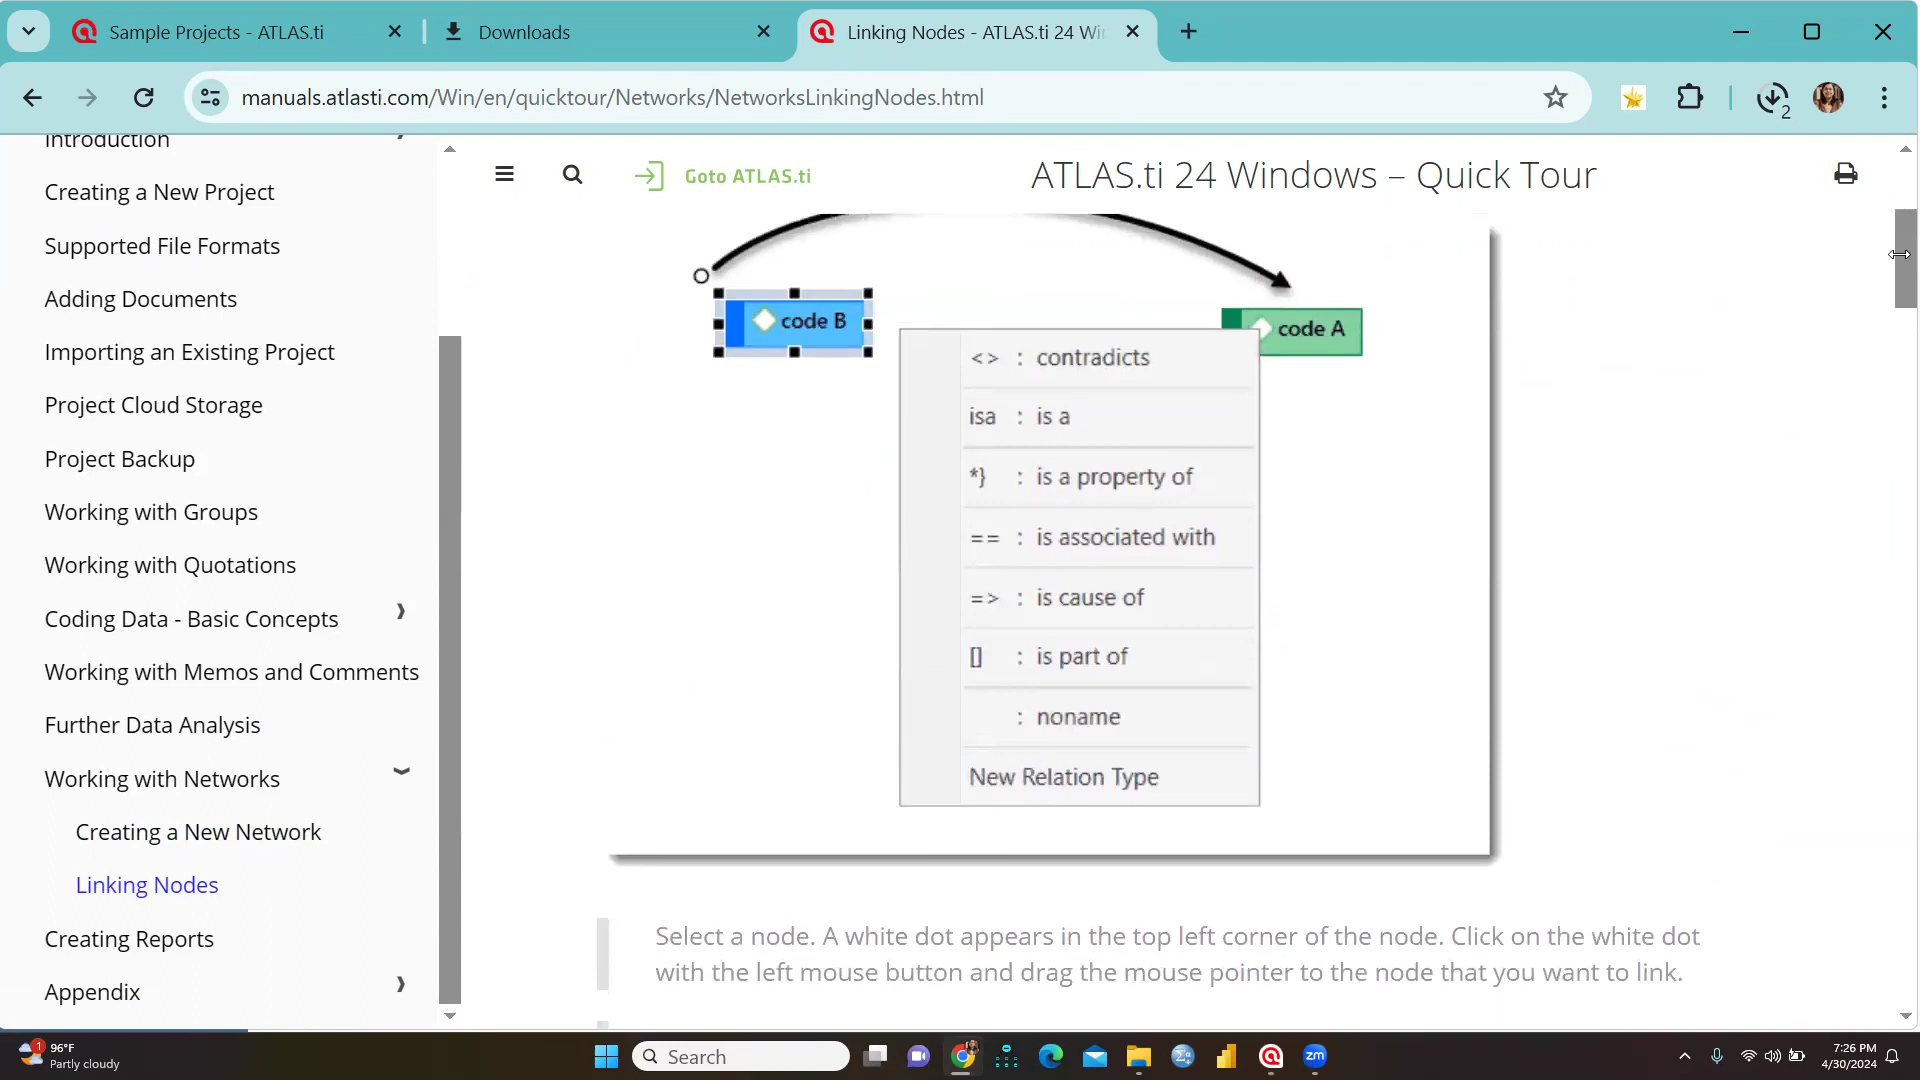 Sample Projects - ATLAS.ti
Downloads
Linking Nodes - ATLAS.ti 24 Wi
manuals.atlasti.com/Win/en/quicktour/Networks/NetworksLinkingNodes.html
2
Introduction
Creating a New Project
Supported File Formats
Adding Documents
Importing an Existing Project
Project Cloud Storage
Project Backup
Working with Groups
Working with Quotations
Coding Data - Basic Concepts
Working with Memos and Comments
Further Data Analysis
Working with Networks
Creating a New Network
Linking Nodes
Creating Reports
Appendix
Goto ATLAS.ti
ATLAS.ti 24 Windows – Quick Tour
code B
code A
<> : contradicts
isa : is a
*} : is a property of
== : is associated with
=> : is cause of
[] : is part of
: noname
New Relation Type
Select a node. A white dot appears in the top left corner of the node. Click on the white dot
with the left mouse button and drag the mouse pointer to the node that you want to link.
1
96°F
Partly cloudy
Search
zm
7:26 PM
4/30/2024